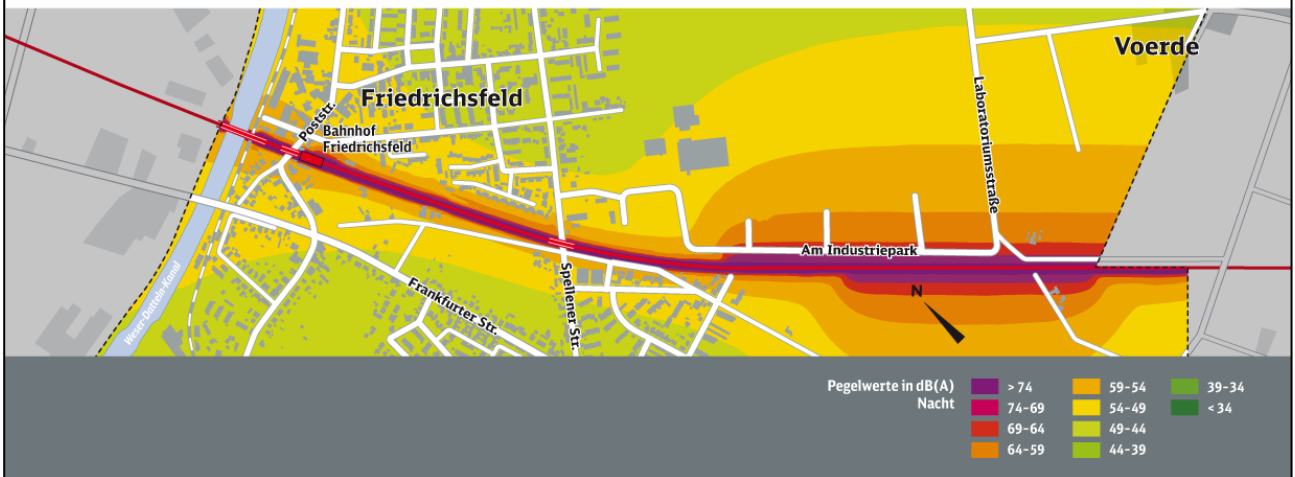 Voerde
Friedrichsfeld
Poststr.
Bahnhof
Friedrichsfeld
Laboratoriumsstraße
Am Industriepark
Weser-Datteln-Kanal
Frankfurter Str.
Spellener Str.
N
Pegelwerte in dB(A)
Nacht
> 74
74–69
69–64
64–59
59–54
54–49
49–44
44–39
39–34
< 34